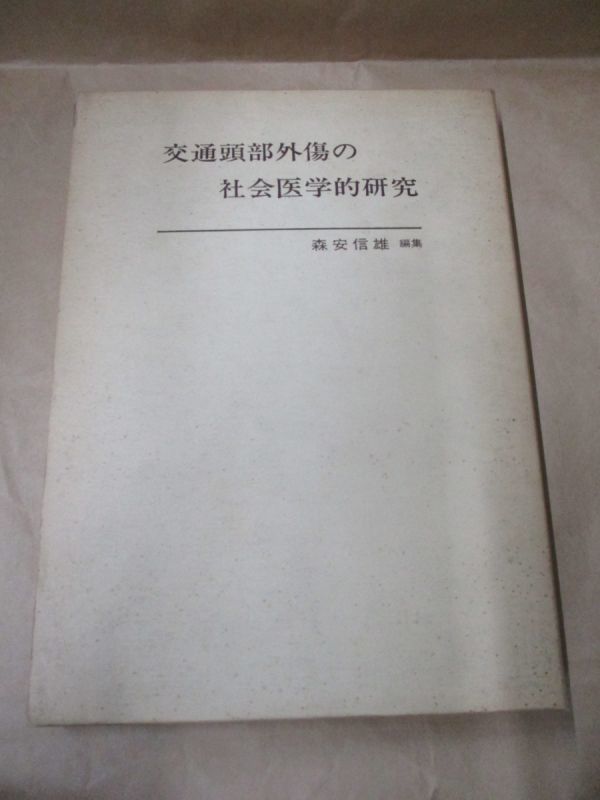 交通頭部外傷の
社会医学的研究
森安信雄 編集